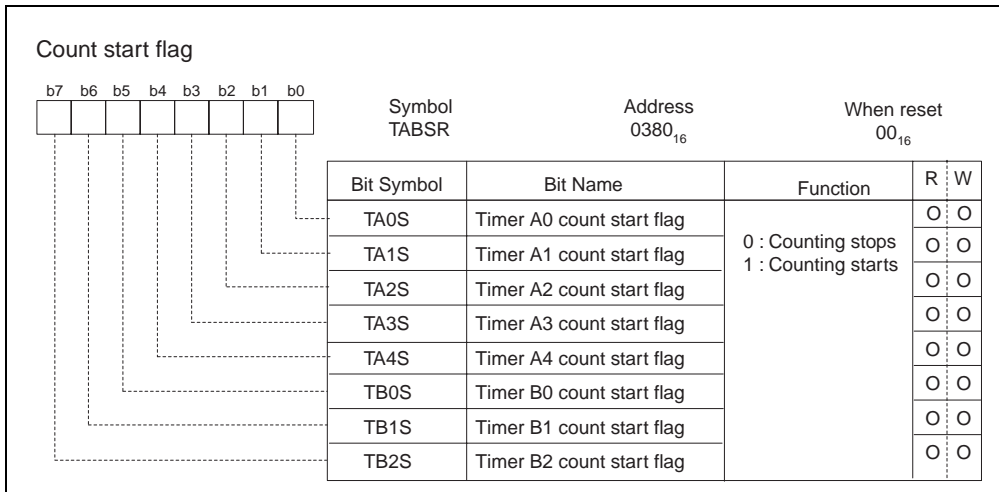 Count start flag
b7 b6 b5 b4 b3 b2 b1 b0
Symbol Address When reset
TABSR 0380₁₆ 00₁₆
Bit Symbol Bit Name Function R W
TA0S Timer A0 count start flag O O
0 : Counting stops
1 : Counting starts
TA1S Timer A1 count start flag O O
TA2S Timer A2 count start flag O O
TA3S Timer A3 count start flag O O
TA4S Timer A4 count start flag O O
TB0S Timer B0 count start flag O O
TB1S Timer B1 count start flag O O
TB2S Timer B2 count start flag O O